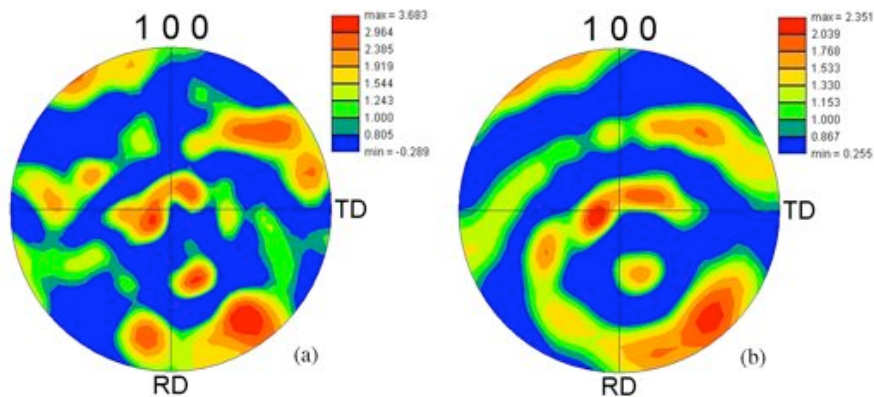 1 0 0
max = 3.683
2.964
2.385
1.919
1.544
1.243
1.000
0.805
min = -0.289
TD
RD
(a)
1 0 0
max = 2.351
2.039
1.768
1.533
1.330
1.153
1.000
0.867
min = 0.255
TD
RD
(b)